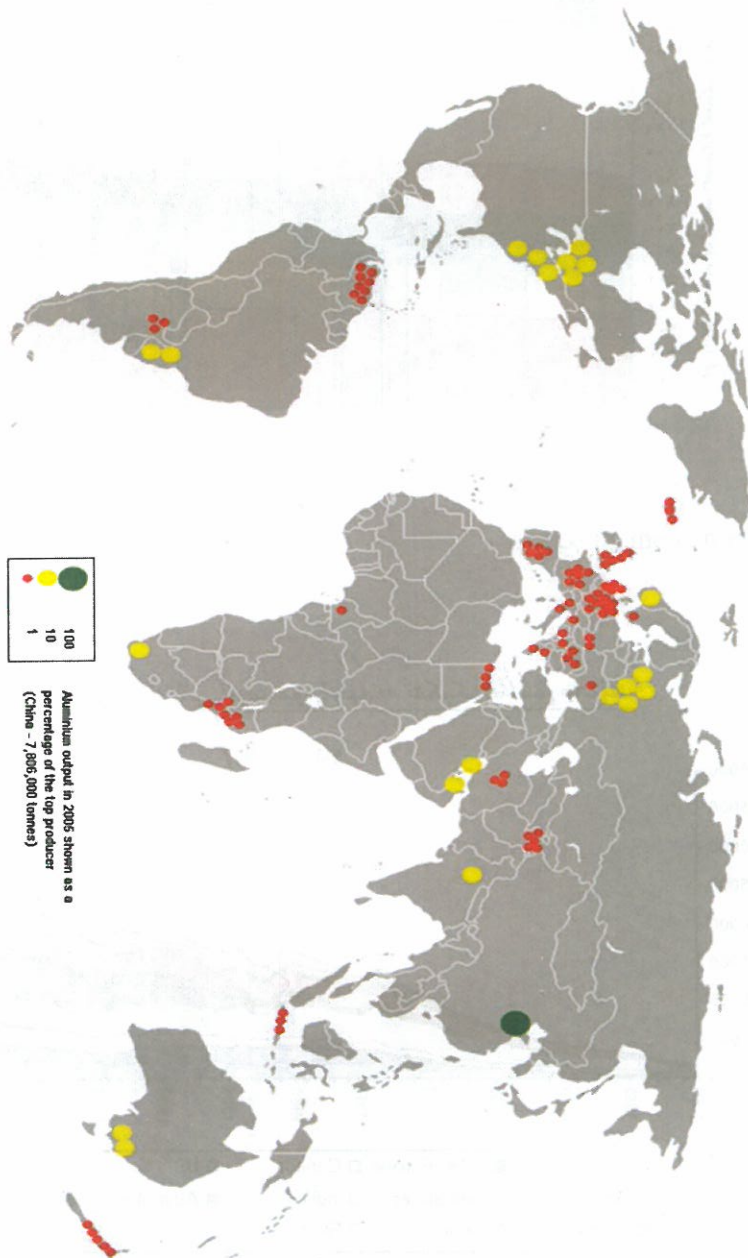 100
10
1
Aluminium output in 2005 shown as a
percentage of the top producer
(China - 7,806,000 tonnes)